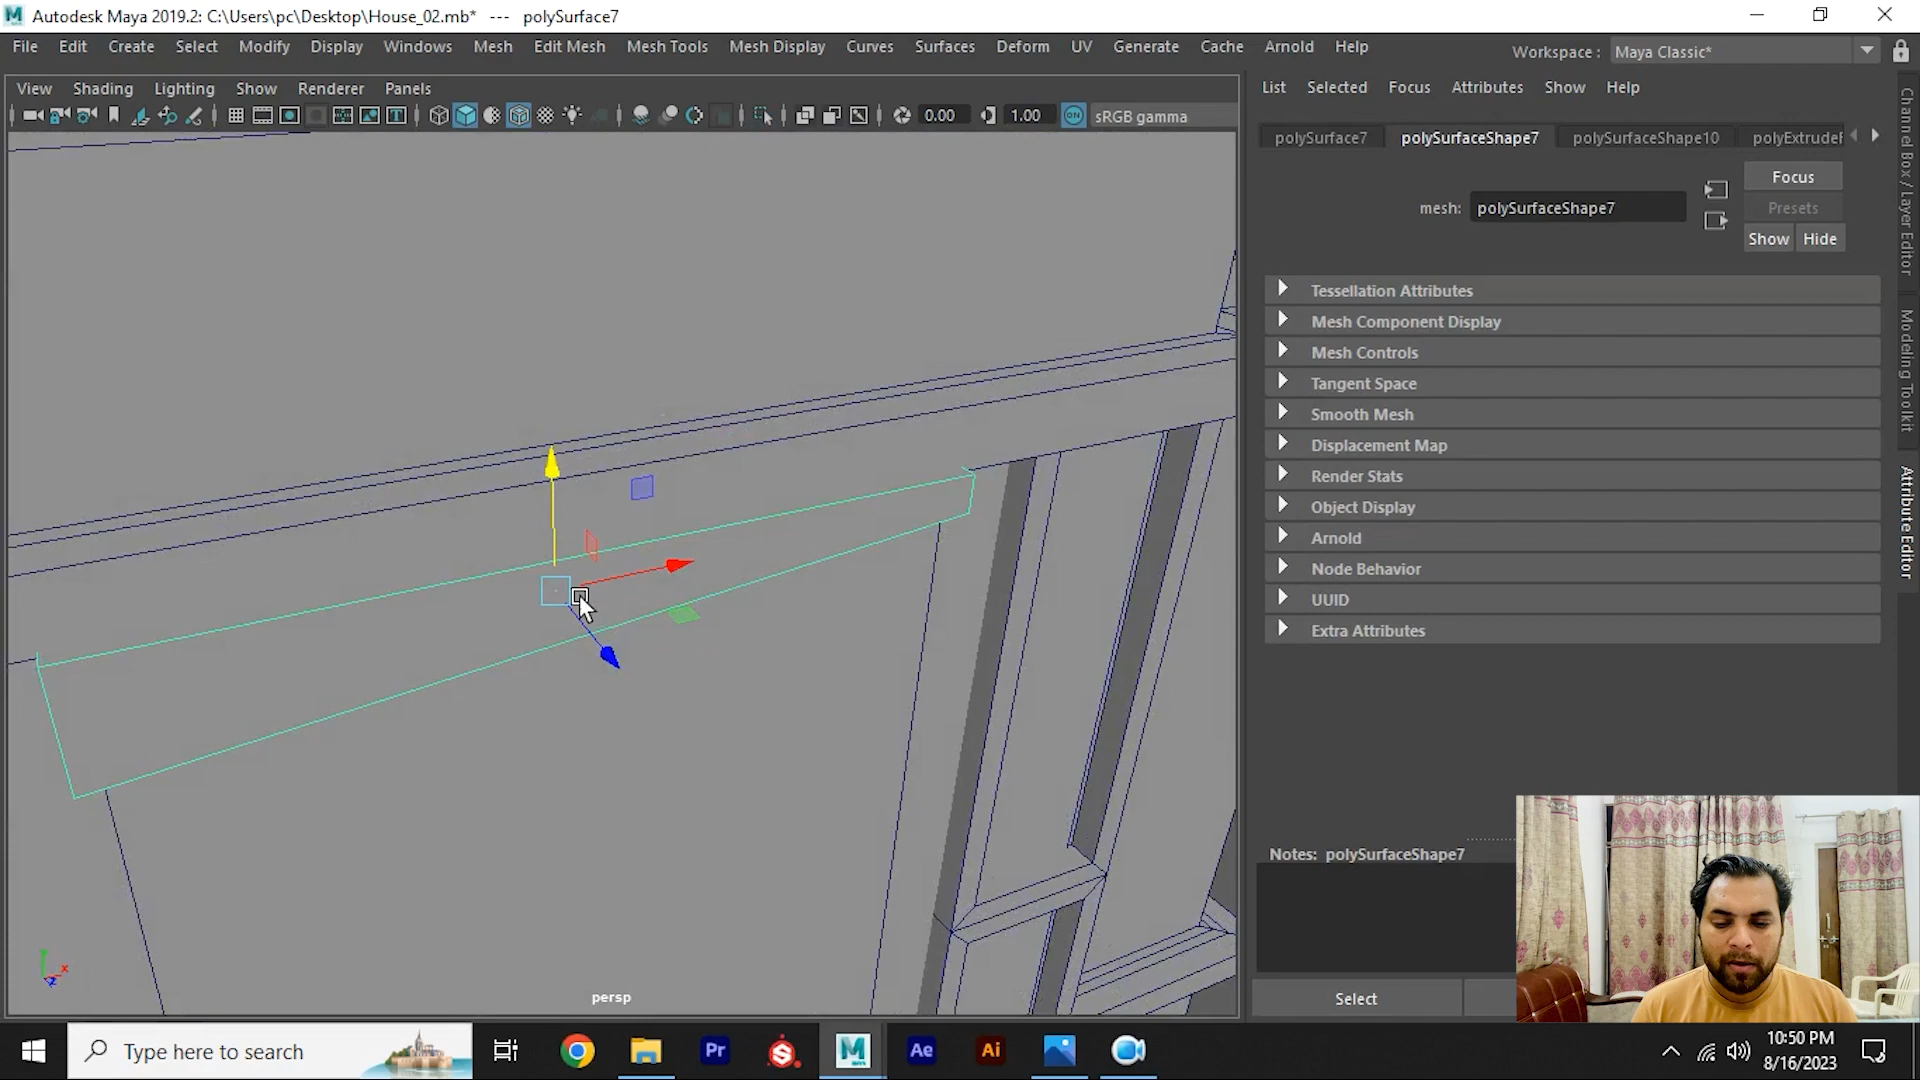 Autodesk Maya 2019.2: C:\Users\pc\Desktop\House_02.mb* --- polySurface7
File Edit Create Select Modify Display Windows Mesh Edit Mesh Mesh Tools Mesh Display Curves Surfaces Deform UV Generate Cache Arnold Help
Workspace : Maya Classic*
View Shading Lighting Show Renderer Panels
0.00 1.00 ON sRGB gamma
List Selected Focus Attributes Show Help
polySurface7 polySurfaceShape7 polySurfaceShape10 polyExtrudeF
Focus
mesh: polySurfaceShape7
Presets
Show Hide
Tessellation Attributes
Mesh Component Display
Mesh Controls
Tangent Space
Smooth Mesh
Displacement Map
Render Stats
Object Display
Arnold
Node Behavior
UUID
Extra Attributes
Notes: polySurfaceShape7
Select
Channel Box / Layer Editor
Modeling Toolkit
Attribute Editor
persp
Type here to search
Pr
Ae
Ai
10:50 PM
8/16/2023